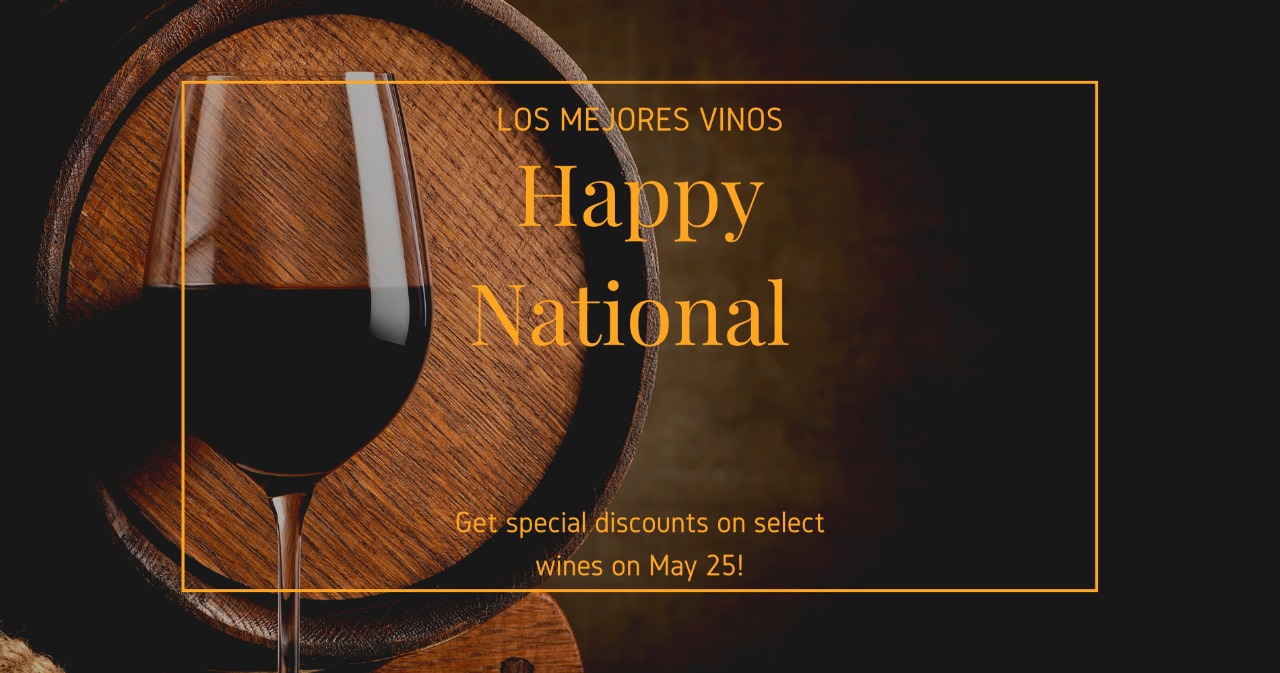 LOS MEJORES VINOS
Happy
National
Get special discounts on select
wines on May 25!